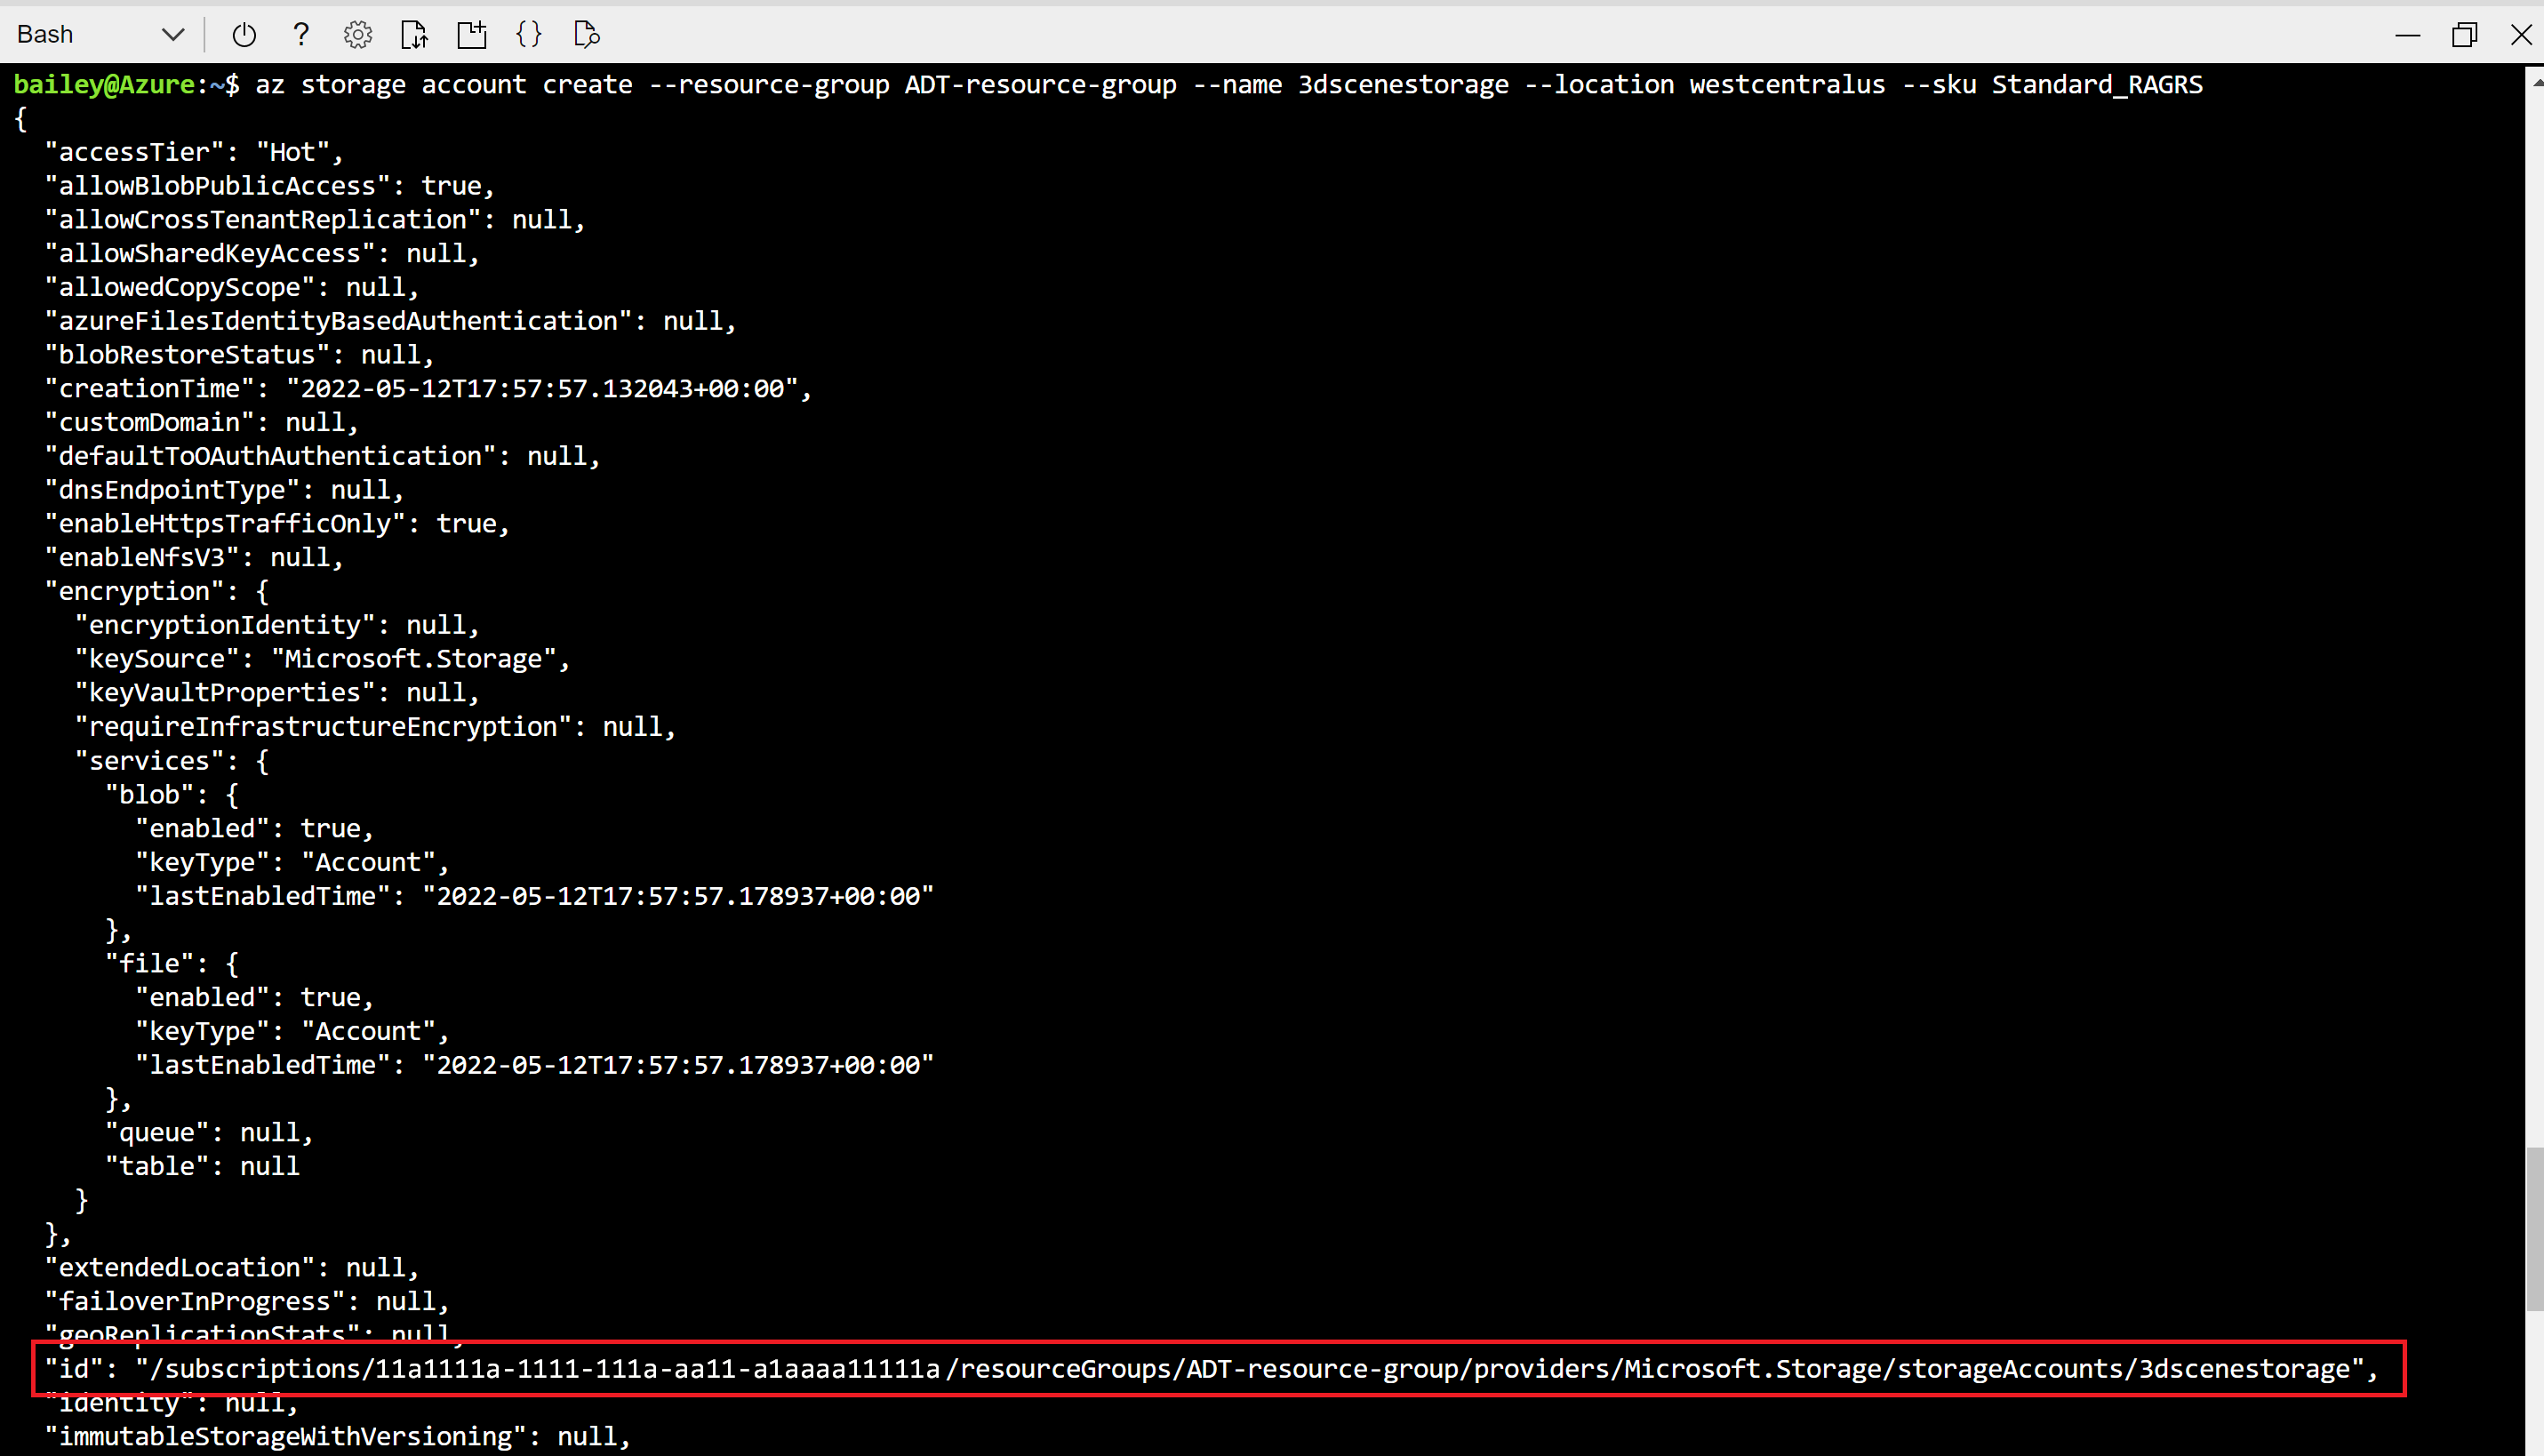 Bash
bailey@Azure:~$ az storage account create --resource-group ADT-resource-group --name 3dscenestorage --location westcentralus --sku Standard_RAGRS
{
  "accessTier": "Hot",
  "allowBlobPublicAccess": true,
  "allowCrossTenantReplication": null,
  "allowSharedKeyAccess": null,
  "allowedCopyScope": null,
  "azureFilesIdentityBasedAuthentication": null,
  "blobRestoreStatus": null,
  "creationTime": "2022-05-12T17:57:57.132043+00:00",
  "customDomain": null,
  "defaultToOAuthAuthentication": null,
  "dnsEndpointType": null,
  "enableHttpsTrafficOnly": true,
  "enableNfsV3": null,
  "encryption": {
    "encryptionIdentity": null,
    "keySource": "Microsoft.Storage",
    "keyVaultProperties": null,
    "requireInfrastructureEncryption": null,
    "services": {
      "blob": {
        "enabled": true,
        "keyType": "Account",
        "lastEnabledTime": "2022-05-12T17:57:57.178937+00:00"
      },
      "file": {
        "enabled": true,
        "keyType": "Account",
        "lastEnabledTime": "2022-05-12T17:57:57.178937+00:00"
      },
      "queue": null,
      "table": null
    }
  },
  "extendedLocation": null,
  "failoverInProgress": null,
  "geoReplicationStats": null,
  "id": "/subscriptions/11a1111a-1111-111a-aa11-a1aaaa11111a/resourceGroups/ADT-resource-group/providers/Microsoft.Storage/storageAccounts/3dscenestorage",
  "identity": null,
  "immutableStorageWithVersioning": null,